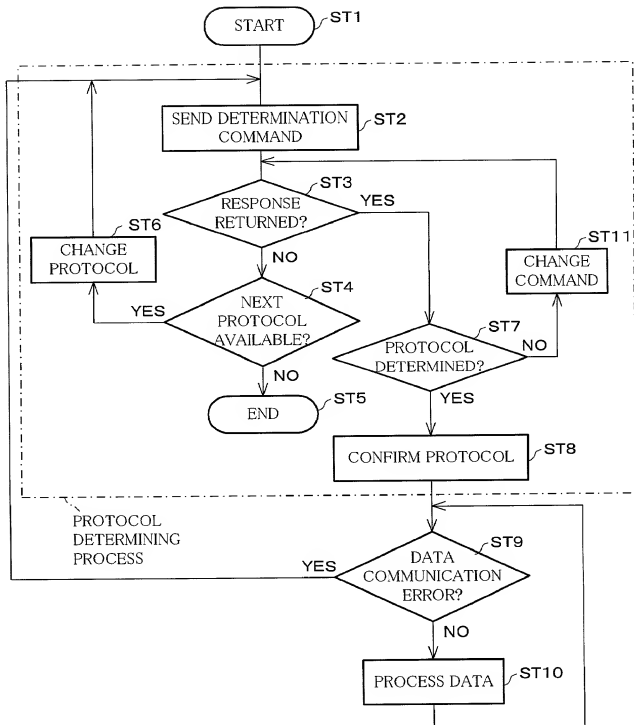 START
ST1
SEND DETERMINATION
COMMAND
ST2
ST3
RESPONSE
RETURNED?
YES
NO
ST6
CHANGE
PROTOCOL
ST11
CHANGE
COMMAND
ST4
NEXT
PROTOCOL
AVAILABLE?
YES
NO
ST7
PROTOCOL
DETERMINED?
NO
YES
END
ST5
CONFIRM PROTOCOL
ST8
PROTOCOL
DETERMINING
PROCESS
ST9
DATA
COMMUNICATION
ERROR?
YES
NO
PROCESS DATA
ST10